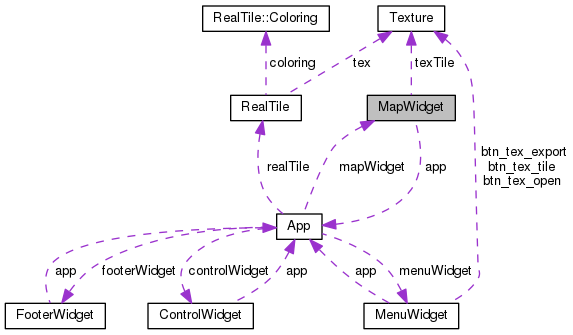 RealTile::Coloring
Texture
coloring
tex
texTile
RealTile
MapWidget
btn_tex_export
btn_tex_tile
btn_tex_open
realTile
mapWidget
app
App
app
footerWidget
controlWidget
app
app
menuWidget
FooterWidget
ControlWidget
MenuWidget